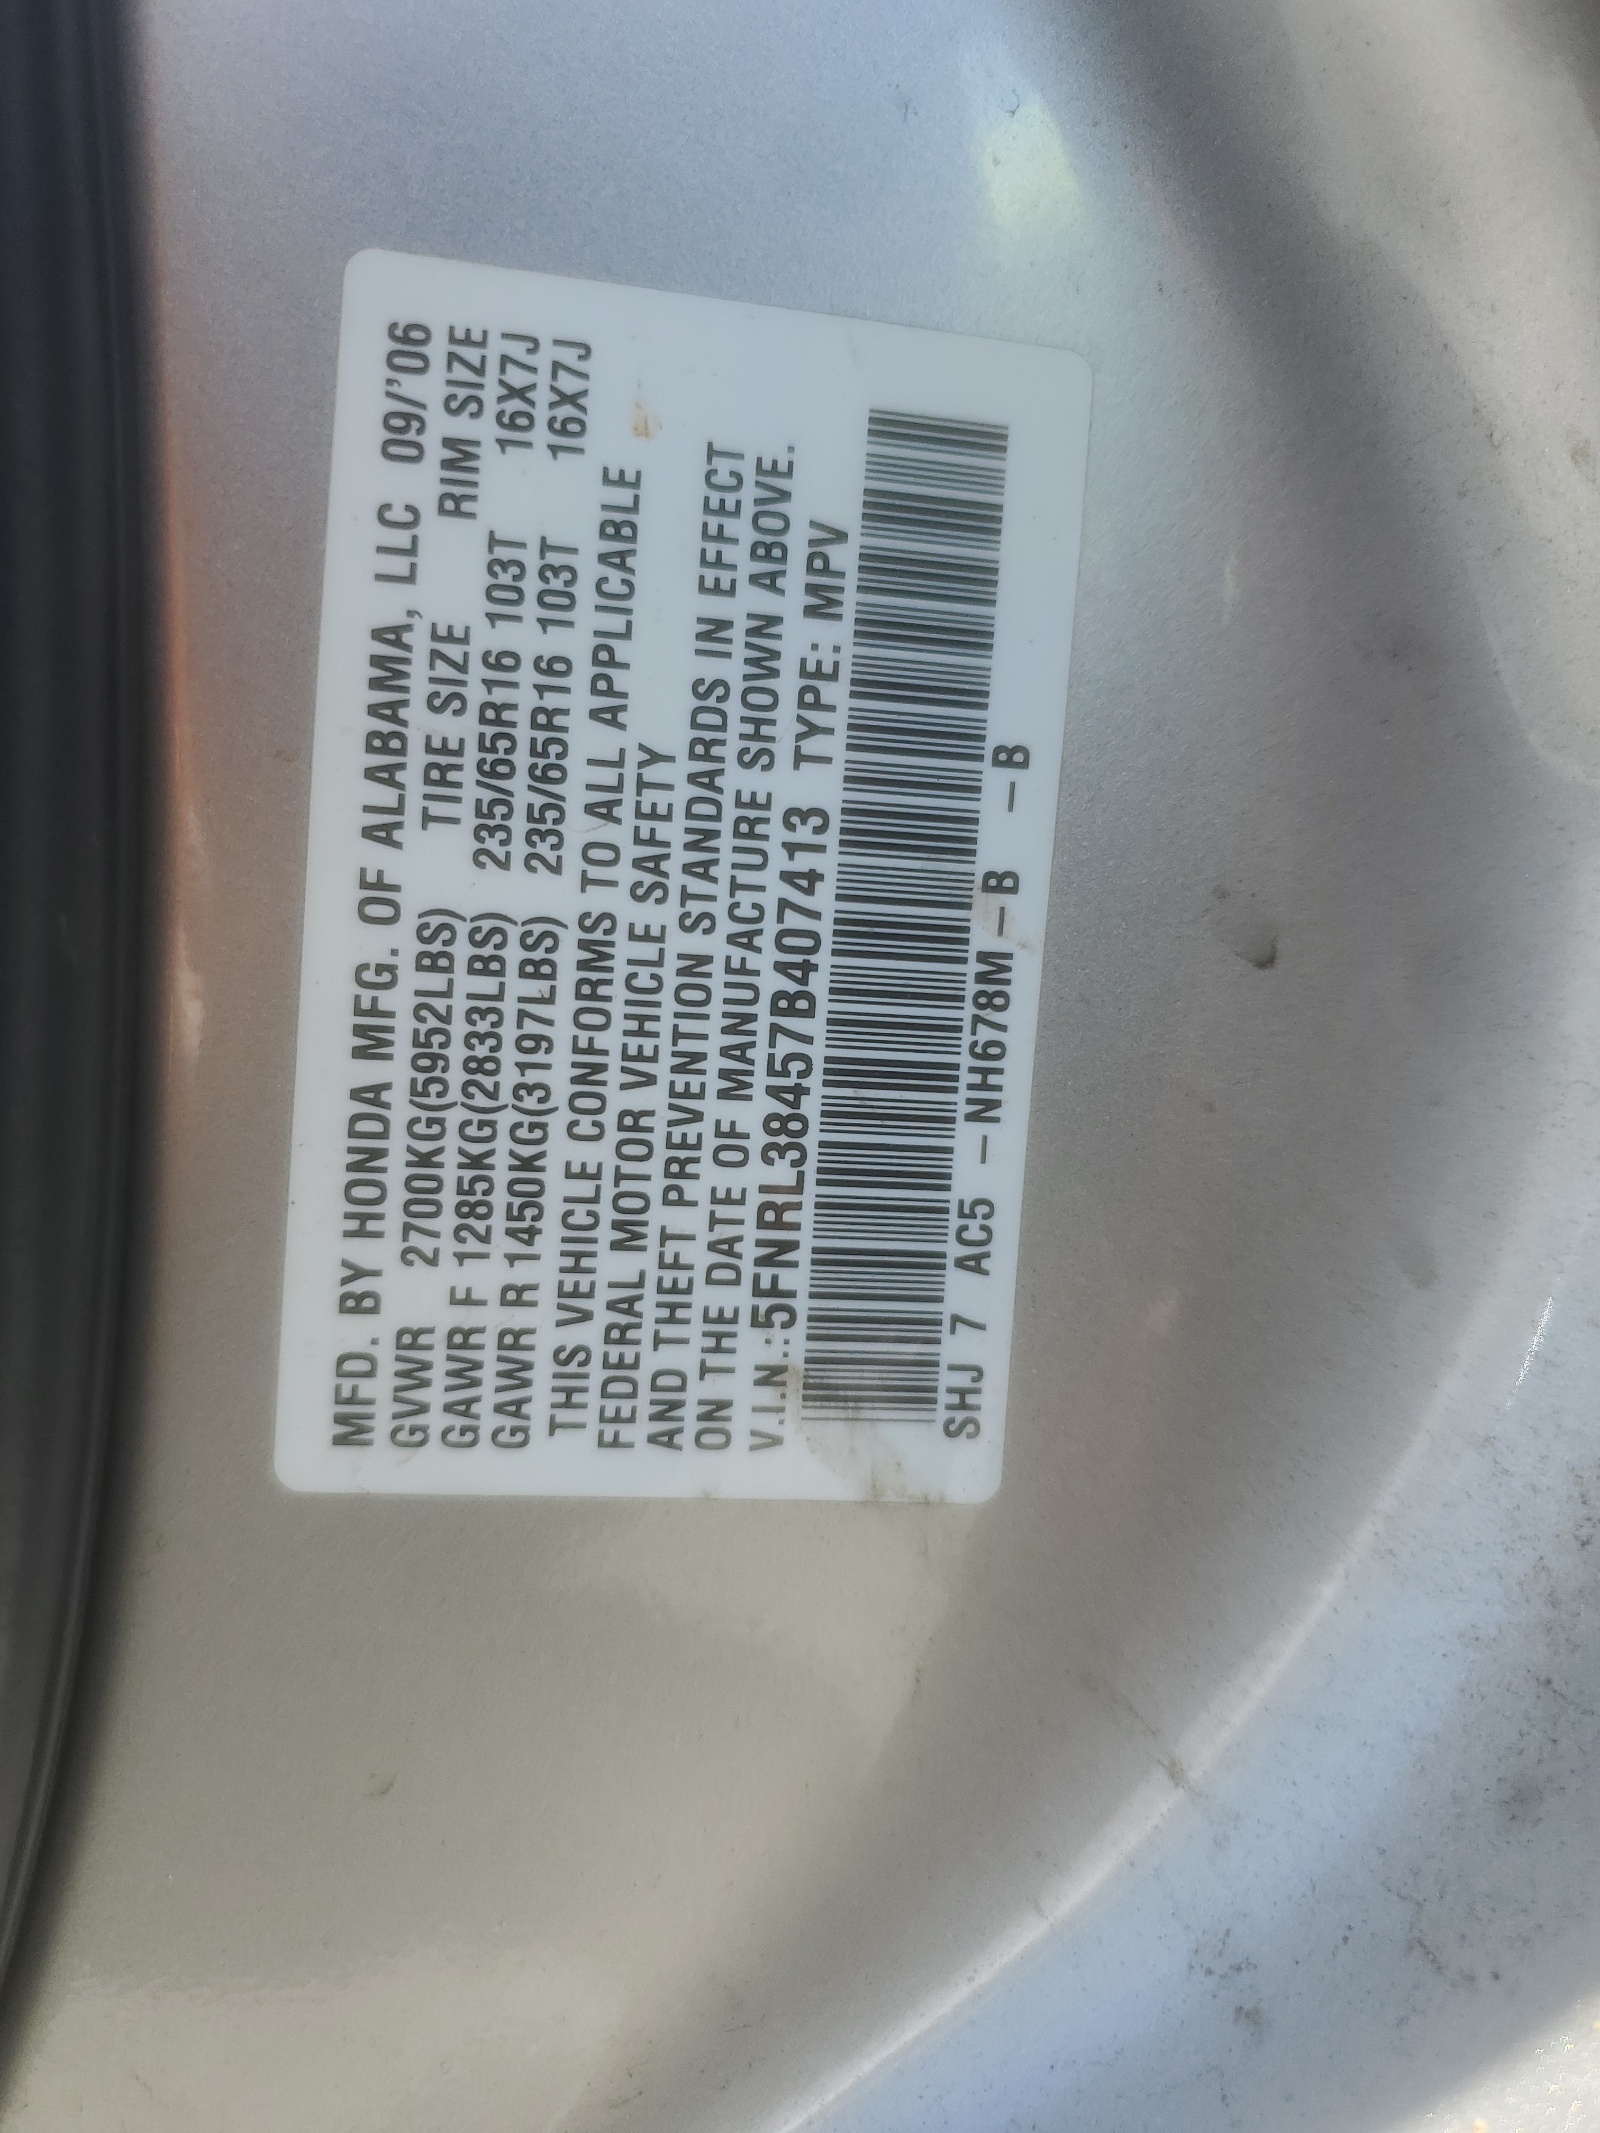 MFD. BY HONDA MFG. OF ALABAMA, LLC 09/'06
GVWR 2700KG(5952LBS) TIRE SIZE RIM SIZE
GAWR F 1285KG(2833LBS) 235/65R16 103T 16X7J
GAWR R 1450KG(3197LBS) 235/65R16 103T 16X7J
THIS VEHICLE CONFORMS TO ALL APPLICABLE
FEDERAL MOTOR VEHICLE SAFETY
AND THEFT PREVENTION STANDARDS IN EFFECT
ON THE DATE OF MANUFACTURE SHOWN ABOVE.
V.I.N.:5FNRL38457B407413 TYPE: MPV
SHJ 7 AC5 -NH678M -B -B